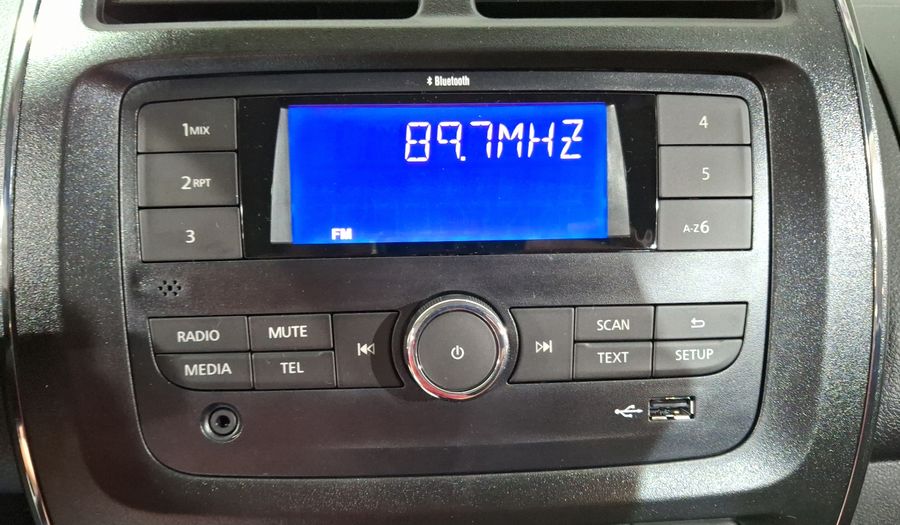 Bluetooth
1MIX
89.7MHZ
4
2RPT
5
3
FM
A-Z6
RADIO
MUTE
SCAN
MEDIA
TEL
TEXT
SETUP